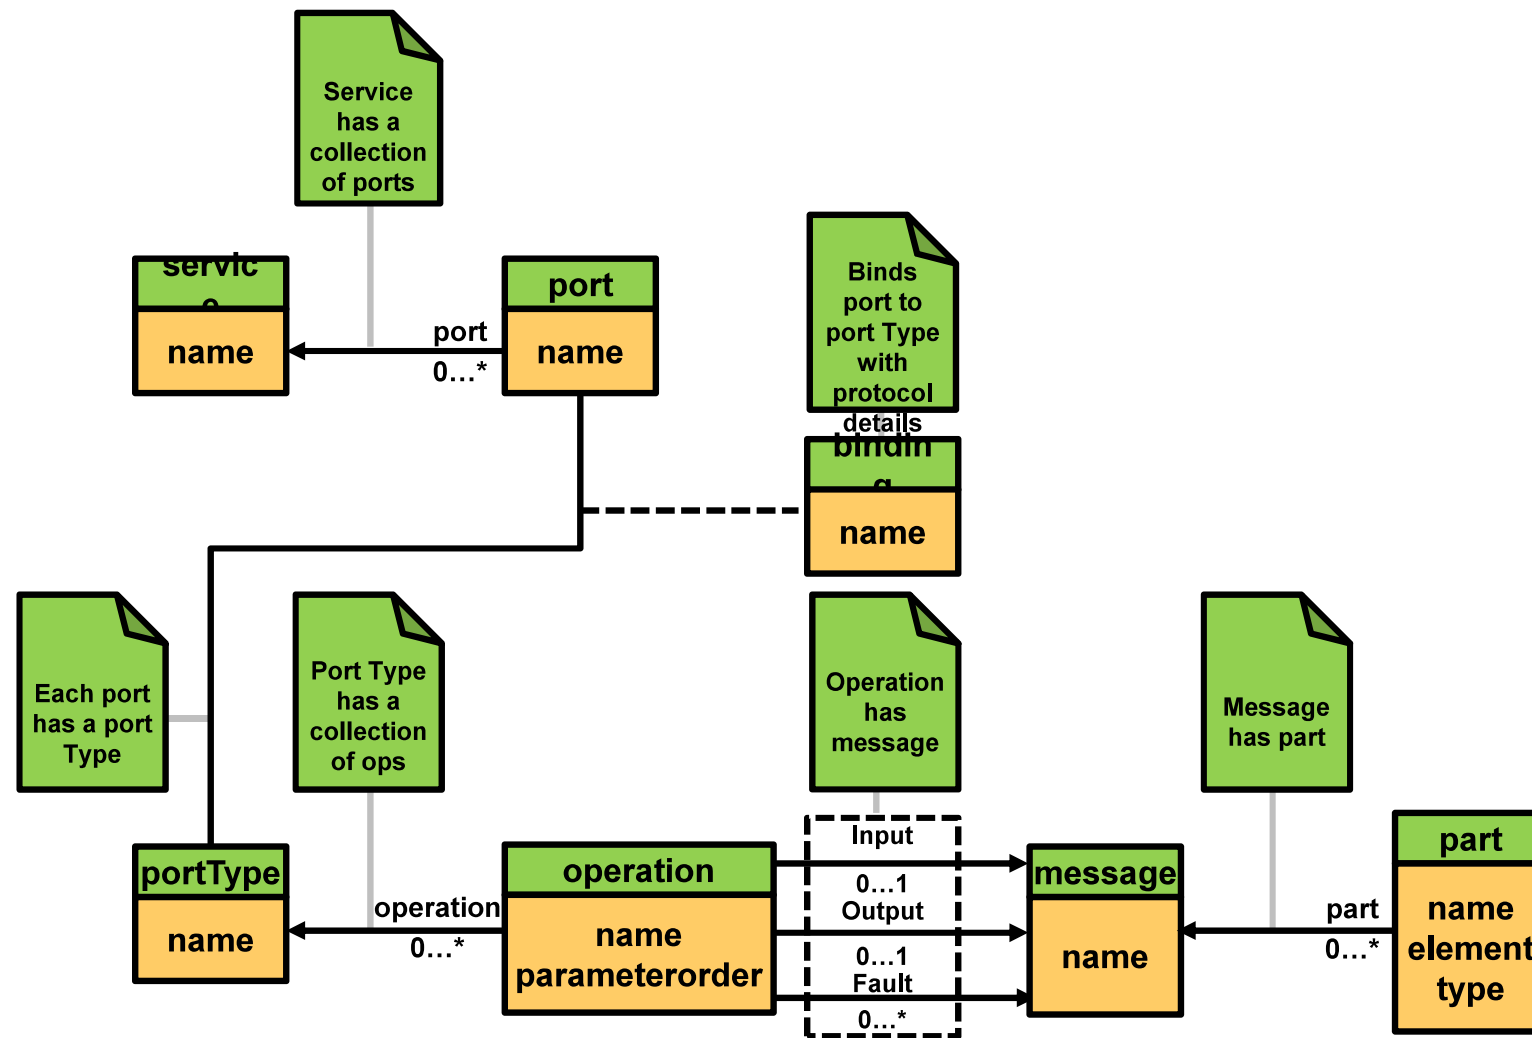 Service
has a
collection
of ports
servic
e
name
port
0...*
port
name
Binds
port to
port Type
with
protocol
details
bindin
g
name
Each port
has a port
Type
Port Type
has a
collection
of ops
Operation
has
message
Message
has part
portType
name
operation
0...*
operation
name
parameterorder
Input
0...1
Output
0...1
Fault
0...*
message
name
part
0...*
part
name
element
type